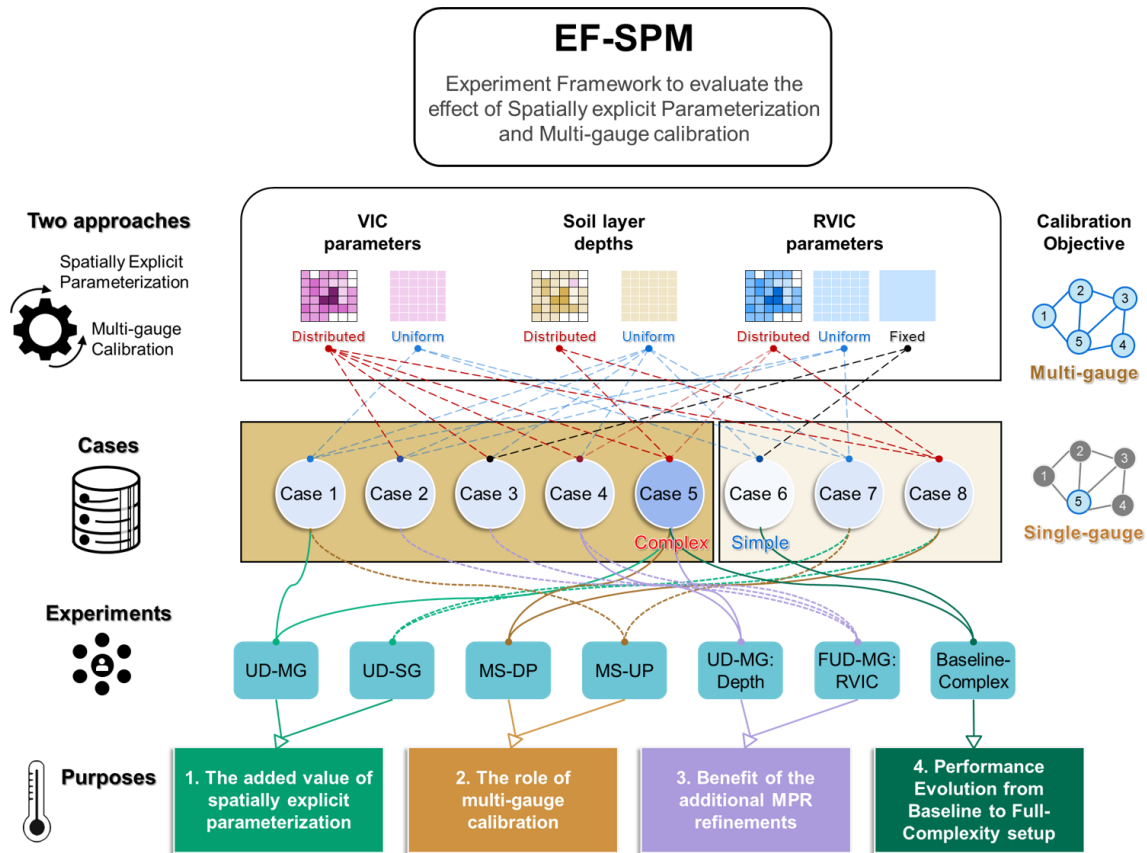 EF-SPM
Experiment Framework to evaluate the
effect of Spatially explicit Parameterization
and Multi-gauge calibration
Two approaches
Spatially Explicit
Parameterization
Multi-gauge
Calibration
VIC
parameters
Distributed
Uniform
Soil layer
depths
Distributed
Uniform
RVIC
parameters
Distributed
Uniform
Fixed
Calibration
Objective
1
2
3
4
5
Multi-gauge
Cases
Case 1
Case 2
Case 3
Case 4
Case 5
Complex
Case 6
Simple
Case 7
Case 8
1
2
3
4
5
Single-gauge
Experiments
UD-MG
UD-SG
MS-DP
MS-UP
UD-MG:
Depth
FUD-MG:
RVIC
Baseline-
Complex
Purposes
1. The added value of
spatially explicit
parameterization
2. The role of
multi-gauge
calibration
3. Benefit of the
additional MPR
refinements
4. Performance
Evolution from
Baseline to Full-
Complexity setup